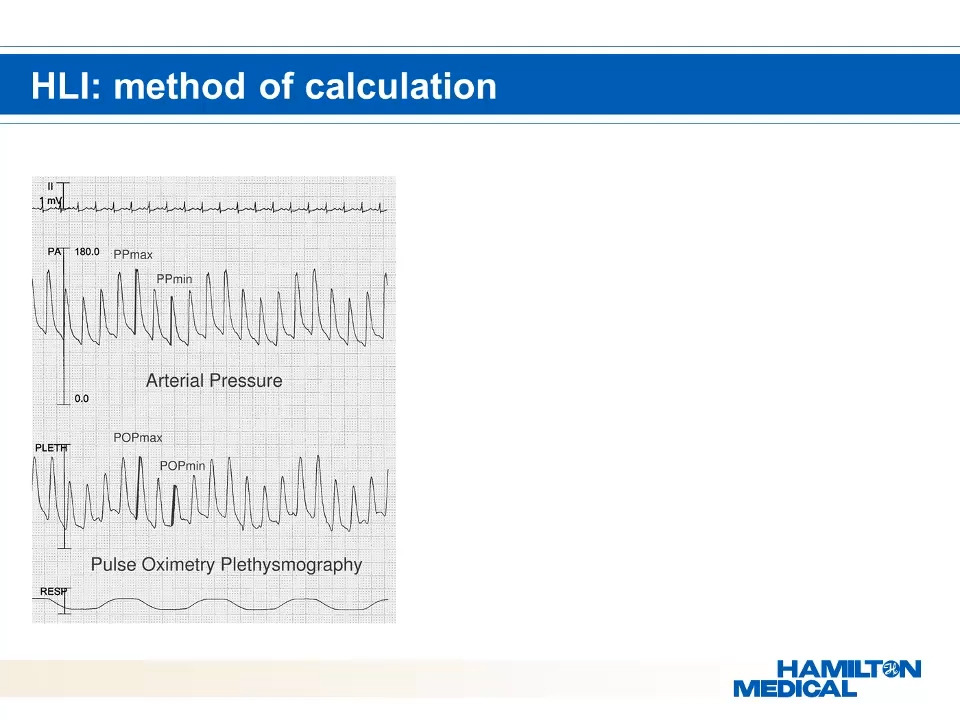 HLI: method of calculation
II
1 mV
PA 180.0 PPmax
PPmin
Arterial Pressure
0.0
POPmax
PLETH
POPmin
Pulse Oximetry Plethysmography
RESP
HAMILTON
MEDICAL